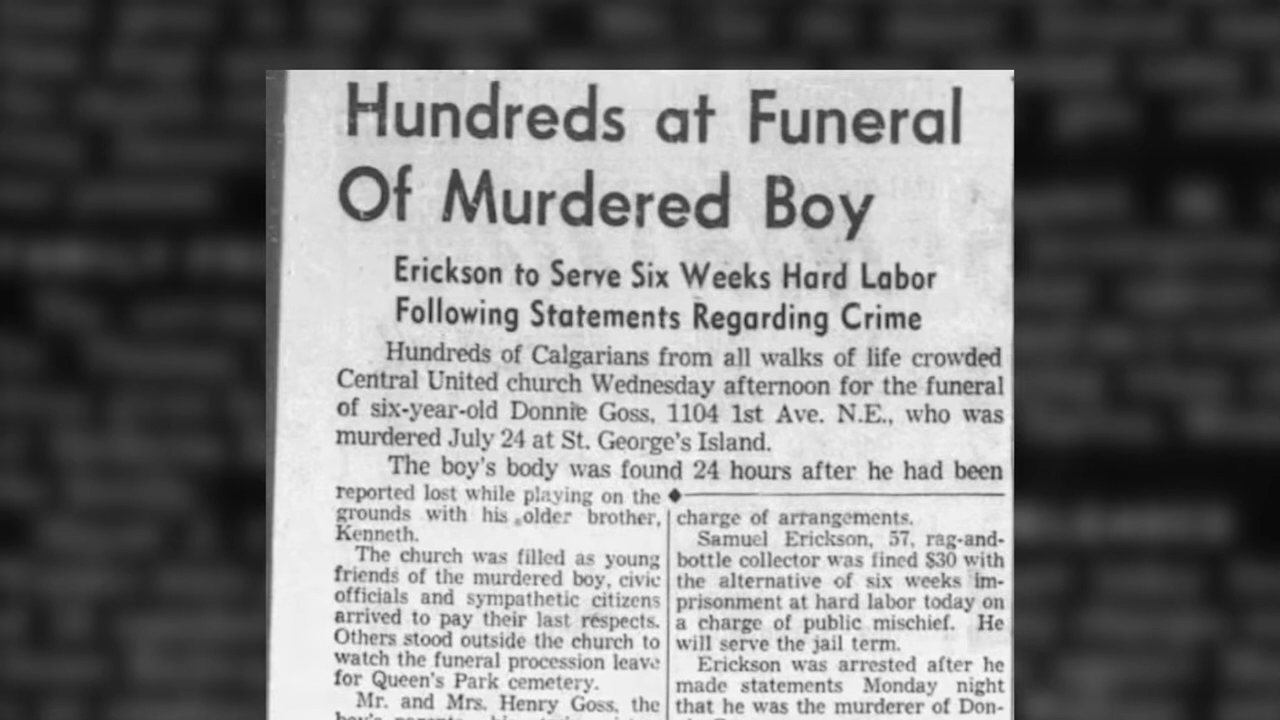 Hundreds at Funeral
Of Murdered Boy
Erickson to Serve Six Weeks Hard Labor
Following Statements Regarding Crime
Hundreds of Calgarians from all walks of life crowded
Central United church Wednesday afternoon for the funeral
of six-year-old Donnie Goss, 1104 1st Ave. N.E., who was
murdered July 24 at St. George's Island.
The boy's body was found 24 hours after he had been
reported lost while playing on the
grounds with his older brother,
Kenneth.
The church was filled as young
friends of the murdered boy, civic
officials and sympathetic citizens
arrived to pay their last respects.
Others stood outside the church to
watch the funeral procession leave
for Queen's Park cemetery.
Mr. and Mrs. Henry Goss, the
charge of arrangements.
Samuel Erickson, 57, rag-and-
bottle collector was fined $30 with
the alternative of six weeks im-
prisonment at hard labor today on
a charge of public mischief. He
will serve the jail term.
Erickson was arrested after he
made statements Monday night
that he was the murderer of Don-